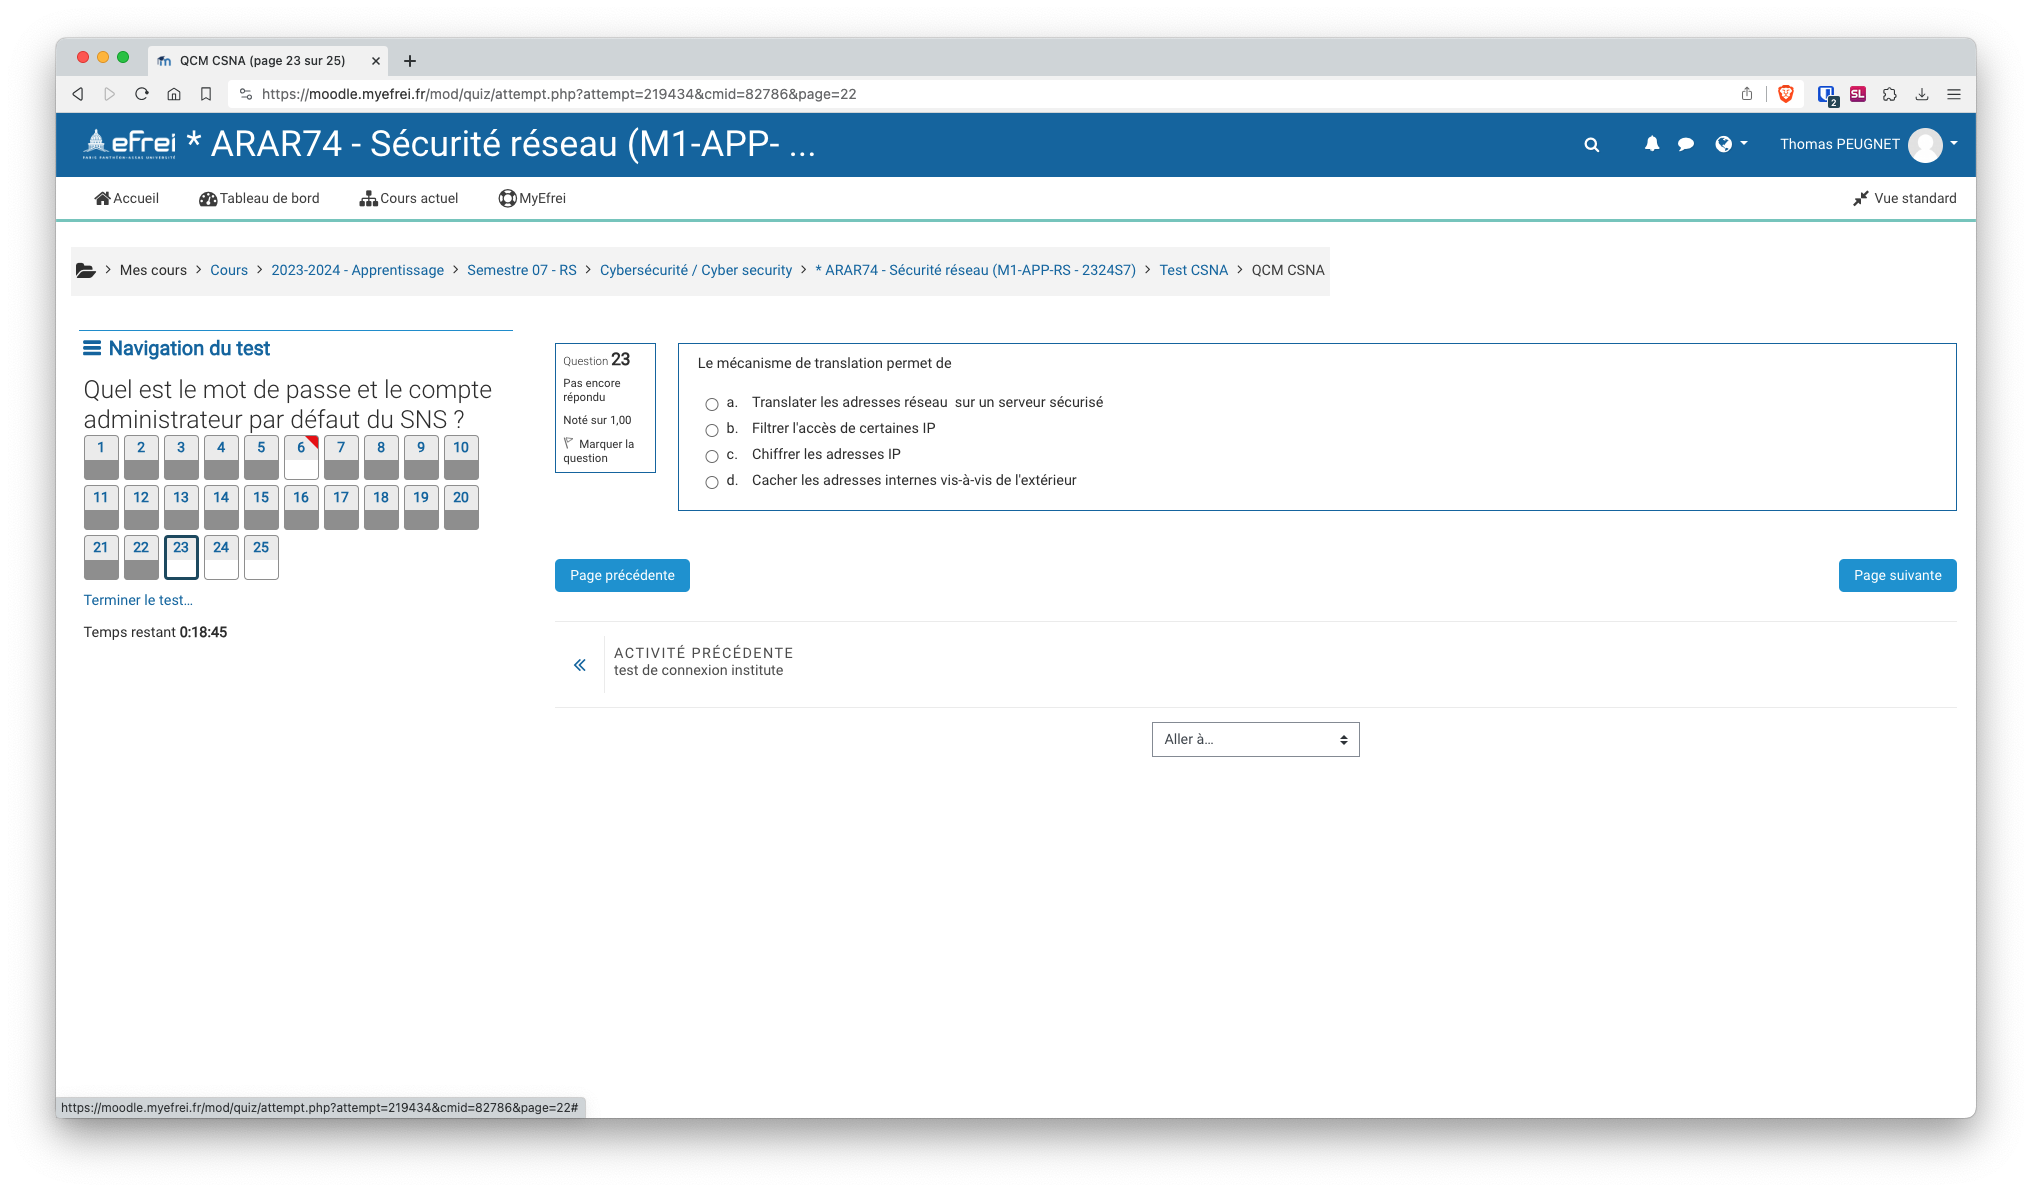 QCM CSNA (page 23 sur 25)
https://moodle.myefrei.fr/mod/quiz/attempt.php?attempt=219434&cmid=82786&page=22
2
SL
efrei
PARIS PANTHÉON-ASSAS UNIVERSITÉ
* ARAR74 - Sécurité réseau (M1-APP- ...
Thomas PEUGNET
Accueil
Tableau de bord
Cours actuel
MyEfrei
Vue standard
Mes cours > Cours > 2023-2024 - Apprentissage > Semestre 07 - RS > Cybersécurité / Cyber security > * ARAR74 - Sécurité réseau (M1-APP-RS - 2324S7) > Test CSNA > QCM CSNA
Navigation du test
Quel est le mot de passe et le compte
administrateur par défaut du SNS ?
1 2 3 4 5 6 7 8 9 10
11 12 13 14 15 16 17 18 19 20
21 22 23 24 25
Terminer le test...
Temps restant 0:18:45
Question 23
Pas encore
répondu
Noté sur 1,00
Marquer la
question
Le mécanisme de translation permet de
a. Translater les adresses réseau sur un serveur sécurisé
b. Filtrer l'accès de certaines IP
c. Chiffrer les adresses IP
d. Cacher les adresses internes vis-à-vis de l'extérieur
Page précédente
Page suivante
ACTIVITÉ PRÉCÉDENTE
test de connexion institute
Aller à...
https://moodle.myefrei.fr/mod/quiz/attempt.php?attempt=219434&cmid=82786&page=22#